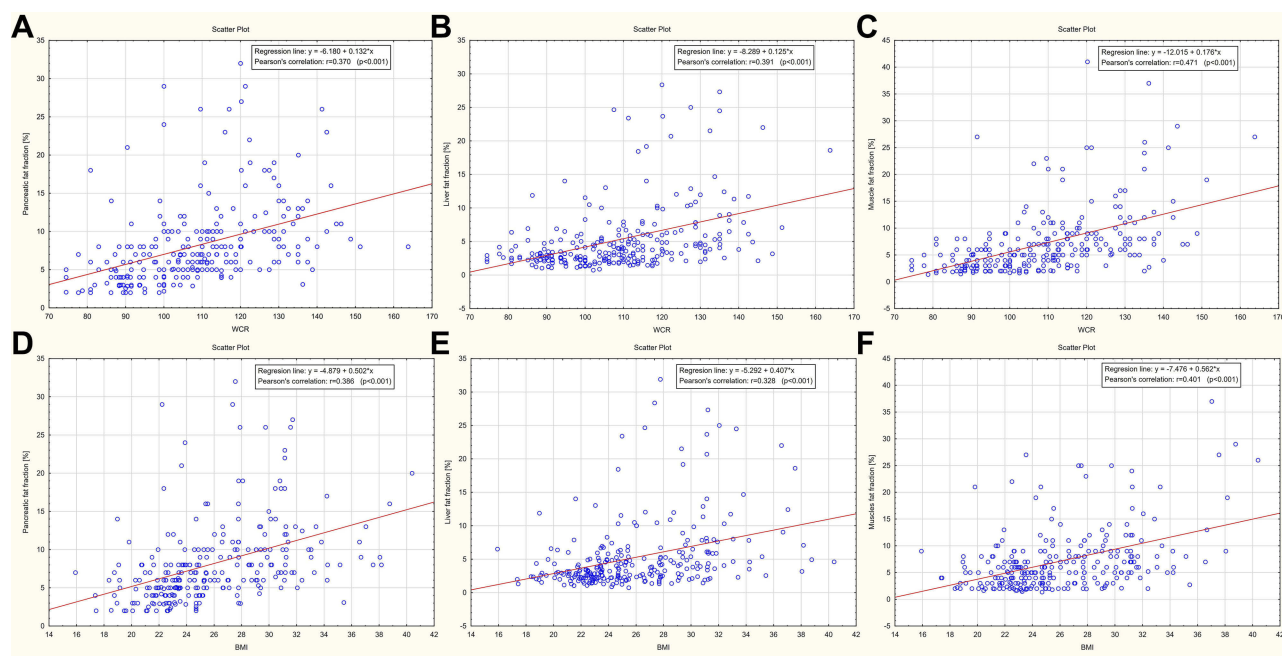 A
Scatter Plot
Regression line: y = -6.180 + 0.132*x
Pearson's correlation: r=0.370 (p<0.001)
Pancreatic fat fraction [%]
35
30
25
20
15
10
5
0
70 80 90 100 110 120 130 140 150 160 170
WCR
B
Scatter Plot
Regression line: y = -8.289 + 0.125*x
Pearson's correlation: r=0.391 (p<0.001)
Liver fat fraction [%]
35
30
25
20
15
10
5
0
-5
70 80 90 100 110 120 130 140 150 160 170
WCR
C
Scatter Plot
Regression line: y = -12.015 + 0.176*x
Pearson's correlation: r=0.471 (p<0.001)
Muscle fat fraction [%]
45
40
35
30
25
20
15
10
5
0
-5
70 80 90 100 110 120 130 140 150 160 170
WCR
D
Scatter Plot
Regresion line: y = -4.879 + 0.502*x
Pearson's correlation: r=0.386 (p<0.001)
Pancreatic fat fraction [%]
35
30
25
20
15
10
5
0
14 16 18 20 22 24 26 28 30 32 34 36 38 40 42
BMI
E
Scatter Plot
Regresion line: y = -5.292 + 0.407*x
Pearson's correlation: r=0.328 (p<0.001)
Liver fat fraction [%]
35
30
25
20
15
10
5
0
-5
14 16 18 20 22 24 26 28 30 32 34 36 38 40 42
BMI
F
Scatter Plot
Regresion line: y = -7.476 + 0.562*x
Pearson's correlation: r=0.401 (p<0.001)
Muscles fat fraction [%]
45
40
35
30
25
20
15
10
5
0
-5
14 16 18 20 22 24 26 28 30 32 34 36 38 40 42
BMI